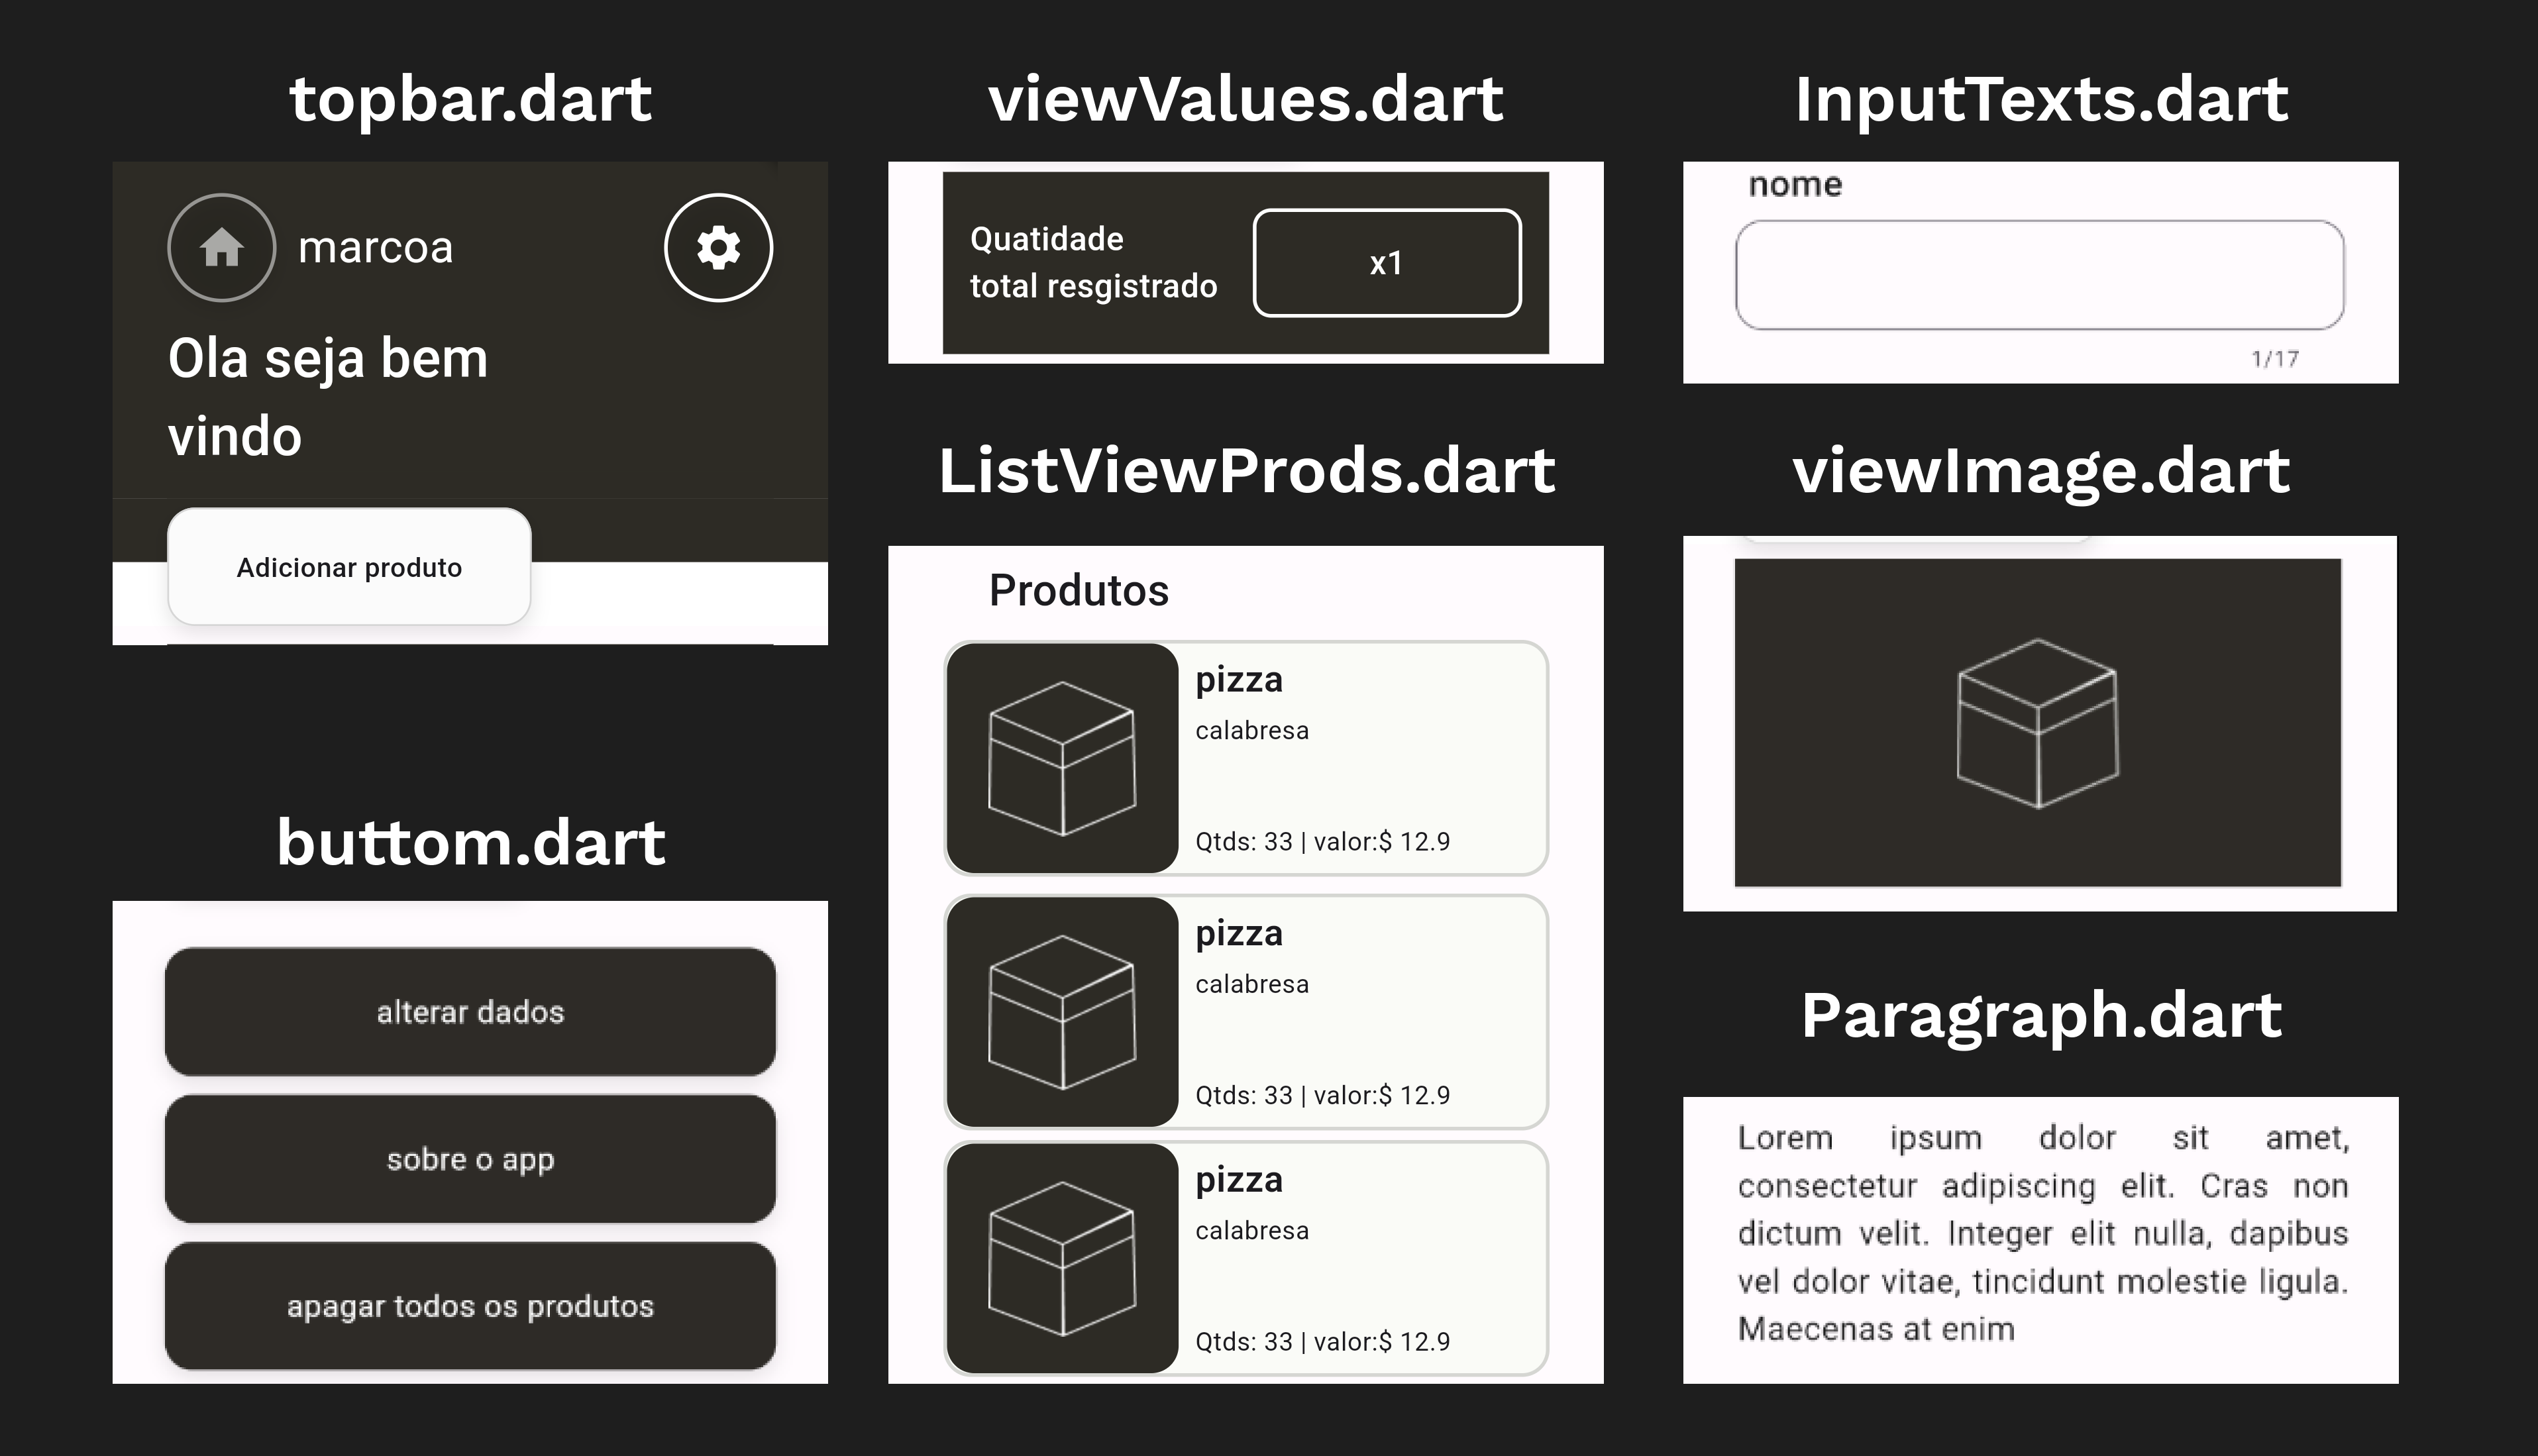 topbar.dart
marcoa
Ola seja bem
vindo
Adicionar produto
buttom.dart
alterar dados
sobre o app
apagar todos os produtos
viewValues.dart
Quatidade
total resgistrado
x1
ListViewProds.dart
Produtos
pizza
calabresa
Qtds: 33 | valor:$ 12.9
pizza
calabresa
Qtds: 33 | valor:$ 12.9
pizza
calabresa
Qtds: 33 | valor:$ 12.9
InputTexts.dart
nome
1/17
viewImage.dart
Paragraph.dart
Lorem ipsum dolor sit amet,
consectetur adipiscing elit. Cras non
dictum velit. Integer elit nulla, dapibus
vel dolor vitae, tincidunt molestie ligula.
Maecenas at enim